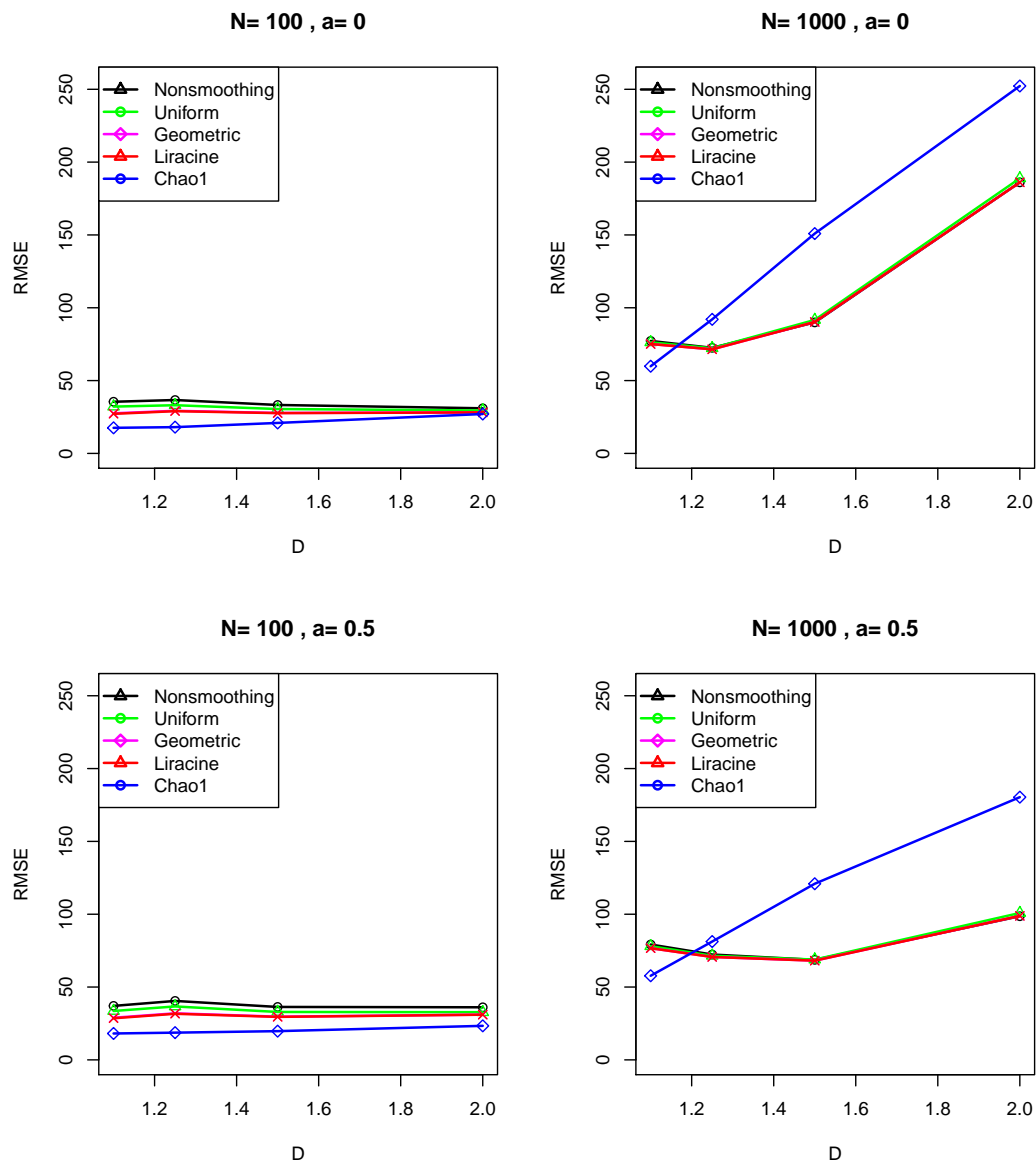 N= 100 , a= 0
Nonsmoothing
Uniform
Geometric
Liracine
Chao1
RMSE
250
200
150
100
50
0
1.2 1.4 1.6 1.8 2.0
D
N= 1000 , a= 0
Nonsmoothing
Uniform
Geometric
Liracine
Chao1
RMSE
250
200
150
100
50
0
1.2 1.4 1.6 1.8 2.0
D
N= 100 , a= 0.5
Nonsmoothing
Uniform
Geometric
Liracine
Chao1
RMSE
250
200
150
100
50
0
1.2 1.4 1.6 1.8 2.0
D
N= 1000 , a= 0.5
Nonsmoothing
Uniform
Geometric
Liracine
Chao1
RMSE
250
200
150
100
50
0
1.2 1.4 1.6 1.8 2.0
D